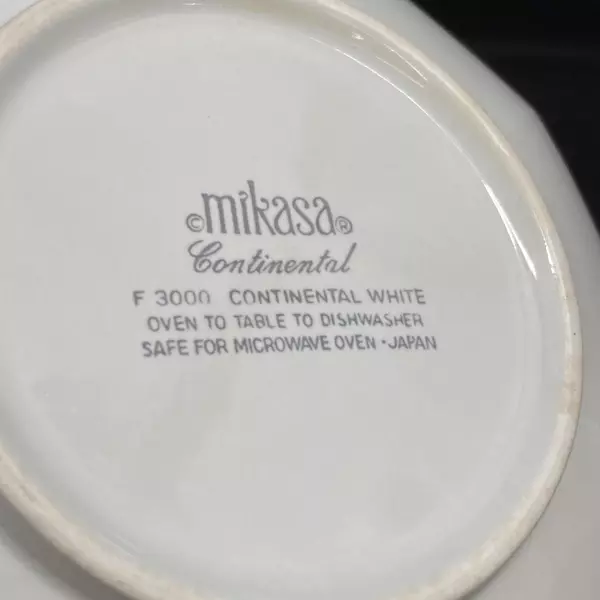 ©mikasa®
Continental
F 3000 CONTINENTAL WHITE
OVEN TO TABLE TO DISHWASHER
SAFE FOR MICROWAVE OVEN · JAPAN